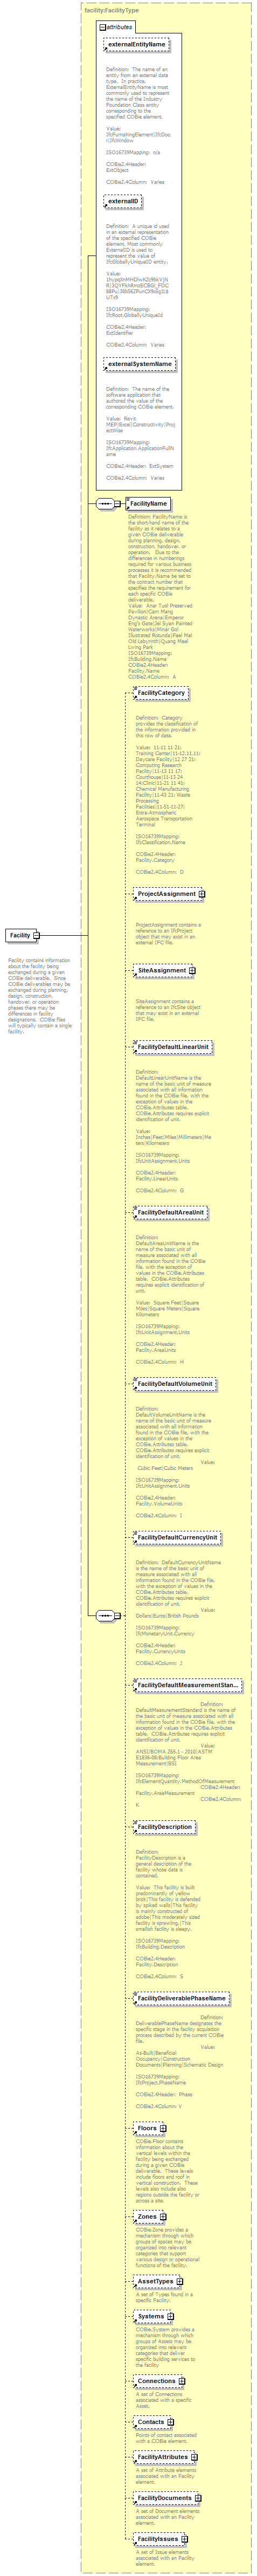 facility:FacilityType
attributes
externalEntityName
Definition: The name of an
entity from an external data
type. In practice,
ExternalEntityName is most
commonly used to represent
the name of the Industry
Foundation Class entity
corresponding to the
specified COBie element.
Value:
IfcFurnishingElement|IfcDoo
r|IfcWindow
ISO16739Mapping: n/a
COBie2.4Header:
ExtObject
COBie2.4Column: Varies
externalID
Definition: A unique id used
in an external representation
of the specified COBie
element. Most commonly
ExternalID is used to
represent the value of
IfcGloballyUniqueID entity.
Value:
ISO16739Mapping:
IfcRoot.GloballyUniqueId
COBie2.4Header:
ExtIdentifier
COBie2.4Column: Varies
externalSystemName
Definition: The name of the
software application that
authored the value of the
corresponding COBie element.
Value: Revit
MEP|Excel|Constructivity|Proj
ectWise
ISO16739Mapping:
IfcApplication.ApplicationFullN
ame
COBie2.4Header: ExtSystem
COBie2.4Column: Varies
FacilityName
Definition: FacilityName is
the short-hand name of the
facility as it relates to a
given COBie deliverable
during planning, design,
construction, handover, or
operation. Due to the
differences in numberings
required for various business
processes it is recommended
that Facility.Name be set to
the contract number that
specifies the requirement for
each specific COBie
deliverable.
Value: Anar Tuol Preserved
Pavilion|Cam Mang
Dynastic Arena|Emperor
Eng's Gate|Jei Syan Painted
Waterworks|Minar Gol
Illustrated Rotunda|Peel Mal
Old Labyrinth|Quang Maal
Living Park
ISO16739Mapping:
IfcBuilding.Name
COBie2.4Header:
Facility.Name
COBie2.4Column: A
FacilityCategory
Definition: Category
provides the classification of
the information provided in
this row of data.
Value: 11-11 11 21:
Training Center|11-12.11.11:
Daycare Facility|12 27 21:
Computing Research
Facility|11-13 11 17:
Courthouse|11-13 24
14:Clinic|11-21 11 41:
Chemical Manufacturing
Facility|11-43 21: Waste
Processing
Facilities|11-51-11-27:
Extra-Atmospheric
Aerospace Transportation
Terminal
ISO16739Mapping:
IfcClassification.Name
COBie2.4Header:
Facility.Category
COBie2.4Column: D
ProjectAssignment
ProjectAssignment contains a
reference to an IfcProject
object that may exist in an
external IFC file.
SiteAssignment
SiteAssignment contains a
reference to IfcSite object
that may exist in an external
IFC file.
FacilityDefaultLinearUnit
Facility
Facility contains information
about the facility being
exchanged during a given
COBie deliverable. Since
COBie deliverables may be
exchanged during planning,
design, construction,
handover, or operation
phases there may be
differences in facility
designations. COBie files
will typically contain a single
facility.
Definition:
DefaultLinearUnitName is the
name of the basic unit of measure
associated with all information
found in the COBie file, with the
exception of values in the
COBie.Attributes table.
COBie.Attributes requires explicit
identification of unit.
Value:
Inches|Feet|Miles|Millimeters|Me
ters|Kilometers
ISO16739Mapping:
IfcUnitAssignment.Units
COBie2.4Header:
Facility.LinearUnits
COBie2.4Column: G
FacilityDefaultAreaUnit
Definition:
DefaultAreaUnitName is the
name of the basic unit of
measure associated with all
information found in the COBie
file, with the exception of
values in the COBie.Attributes
table. COBie.Attributes
requires explicit identification of
unit.
Value: Square Feet|Square
Miles|Square Meters|Square
Kilometers
ISO16739Mapping:
IfcUnitAssignment.Units
COBie2.4Header:
Facility.AreaUnits
COBie2.4Column: H
FacilityDefaultVolumeUnit
Definition:
DefaultVolumeUnitName is the
name of the basic unit of measure
associated with all information
found in the COBie file, with the
exception of values in the
COBie.Attributes table.
COBie.Attributes requires explicit
identification of unit.
Value:
Cubic Feet|Cubic Meters
ISO16739Mapping:
IfcUnitAssignment.Units
COBie2.4Header:
Facility.VolumeUnits
COBie2.4Column: I
FacilityDefaultCurrencyUnit
Definition: DefaultCurrencyUnitName
is the name of the basic unit of
measure associated with all
information found in the COBie file,
with the exception of values in the
COBie.Attributes table.
COBie.Attributes requires explicit
identification of unit.
Value:
Dollars|Euros|British Pounds
ISO16739Mapping:
IfcMonetaryUnit.Currency
COBie2.4Header:
Facility.CurrencyUnits
COBie2.4Column: J
FacilityDefaultMeasurementStan...
Definition:
DefaultMeasurementStandard is the name of
the basic unit of measure associated with all
information found in the COBie file, with the
exception of values in the COBie.Attributes
table. COBie.Attributes requires explicit
identification of unit.
Value:
ANSI/BOMA Z65.1 - 2010|ASTM
E1836-08:Building Floor Area
Measurement(BS)
ISO16739Mapping:
IfcElementQuantity.MethodOfMeasurement
COBie2.4Header:
Facility.AreaMeasurement
COBie2.4Column:
K
FacilityDescription
Definition:
FacilityDescription is a
general description of the
facility whose data is
contained.
Value: This facility is built
predominantly of yellow
brick|This facility is defended
by spiked walls|This facility
is mainly constructed of
adobe|This moderately sized
facility is sprawling.|This
smallish facility is sleepy.
ISO16739Mapping:
IfcBuilding.Description
COBie2.4Header:
Facility.Description
COBie2.4Column: S
FacilityDeliverablePhaseName
Definition:
DeliverablePhaseName designates the
specific stage in the facility acquisition
process described by the current COBie
file.
Value:
As-Built|Benefical
Occupancy|Construction
Documents|Planning|Schematic Design
ISO16739Mapping:
IfcProject.PhaseName
COBie2.4Header: Phase
COBie2.4Column: V
Floors
COBie.Floor contains
information about the
vertical levels within the
facility being exchanged
during a given COBie
deliverable. These levels
include floors and roof in
vertical construction. These
levels also include also
regions outside the facility or
across a site.
Zones
COBie.Zone provides a
mechanism through which
groups of spaces may be
organized into relevant
categories that support
various design or operational
functions of the facility.
AssetTypes
A set of Types found in a
specific Facility.
Systems
COBie.System provides a
mechanism through which
groups of Assets may be
organized into relevant
categories that deliver
specific building services to
the facility
Connections
A set of Connections
associated with a specific
Asset.
Contacts
Points of contact associated
with a COBie element.
FacilityAttributes
A set of Attribute elements
associated with an Facility
element.
FacilityDocuments
A set of Document elements
associated with an Facility
element.
FacilityIssues
A set of Issue elements
associated with an Facility
element.